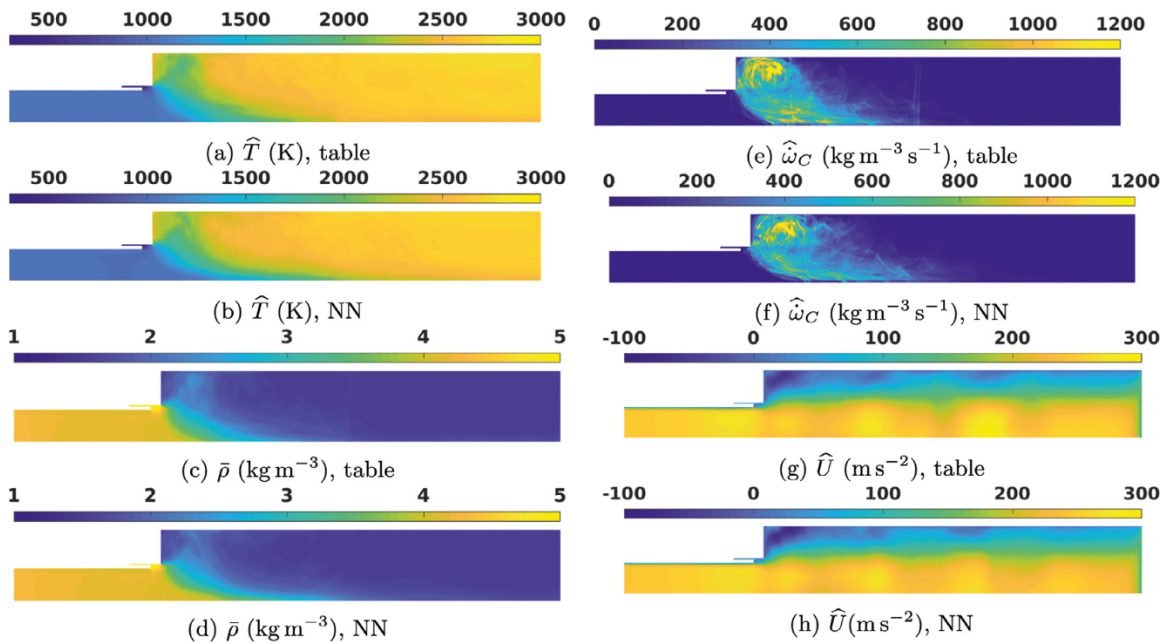 500 1000 1500 2000 2500 3000
(a) T̂ (K), table
500 1000 1500 2000 2500 3000
(b) T̂ (K), NN
1 2 3 4 5
(c) ρ̄ (kg m⁻³), table
1 2 3 4 5
(d) ρ̄ (kg m⁻³), NN
0 200 400 600 800 1000 1200
(e) ω̇̂_C (kg m⁻³ s⁻¹), table
0 200 400 600 800 1000 1200
(f) ω̇̂_C (kg m⁻³ s⁻¹), NN
-100 0 100 200 300
(g) Û (m s⁻²), table
-100 0 100 200 300
(h) Û(m s⁻²), NN